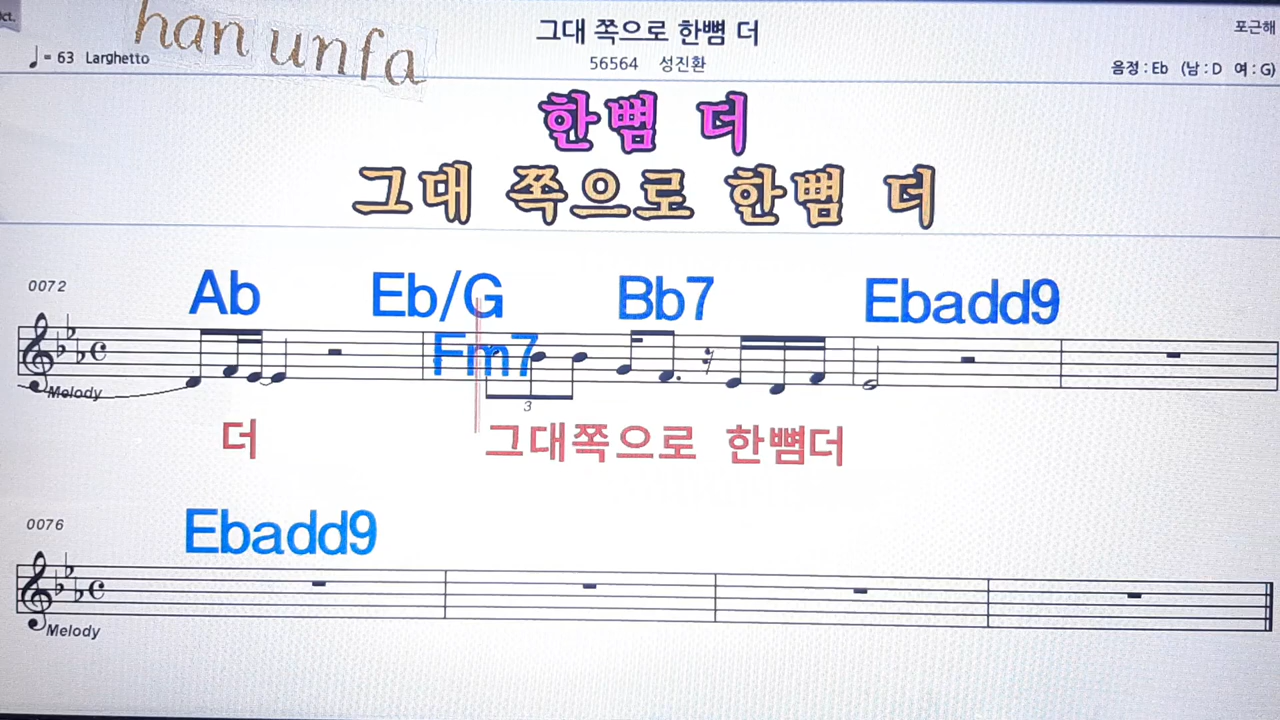 han unfa
그대 쪽으로 한뼘 더
포근해
♩= 63 Larghetto
56564 성진환
음정 : Eb (남 : D 여 : G)
한뼘 더
그대 쪽으로 한뼘 더
0072
Ab Eb/G Bb7 Ebadd9
Fm7
Melody
3
더 그대쪽으로 한뼘더
0076
Ebadd9
Melody